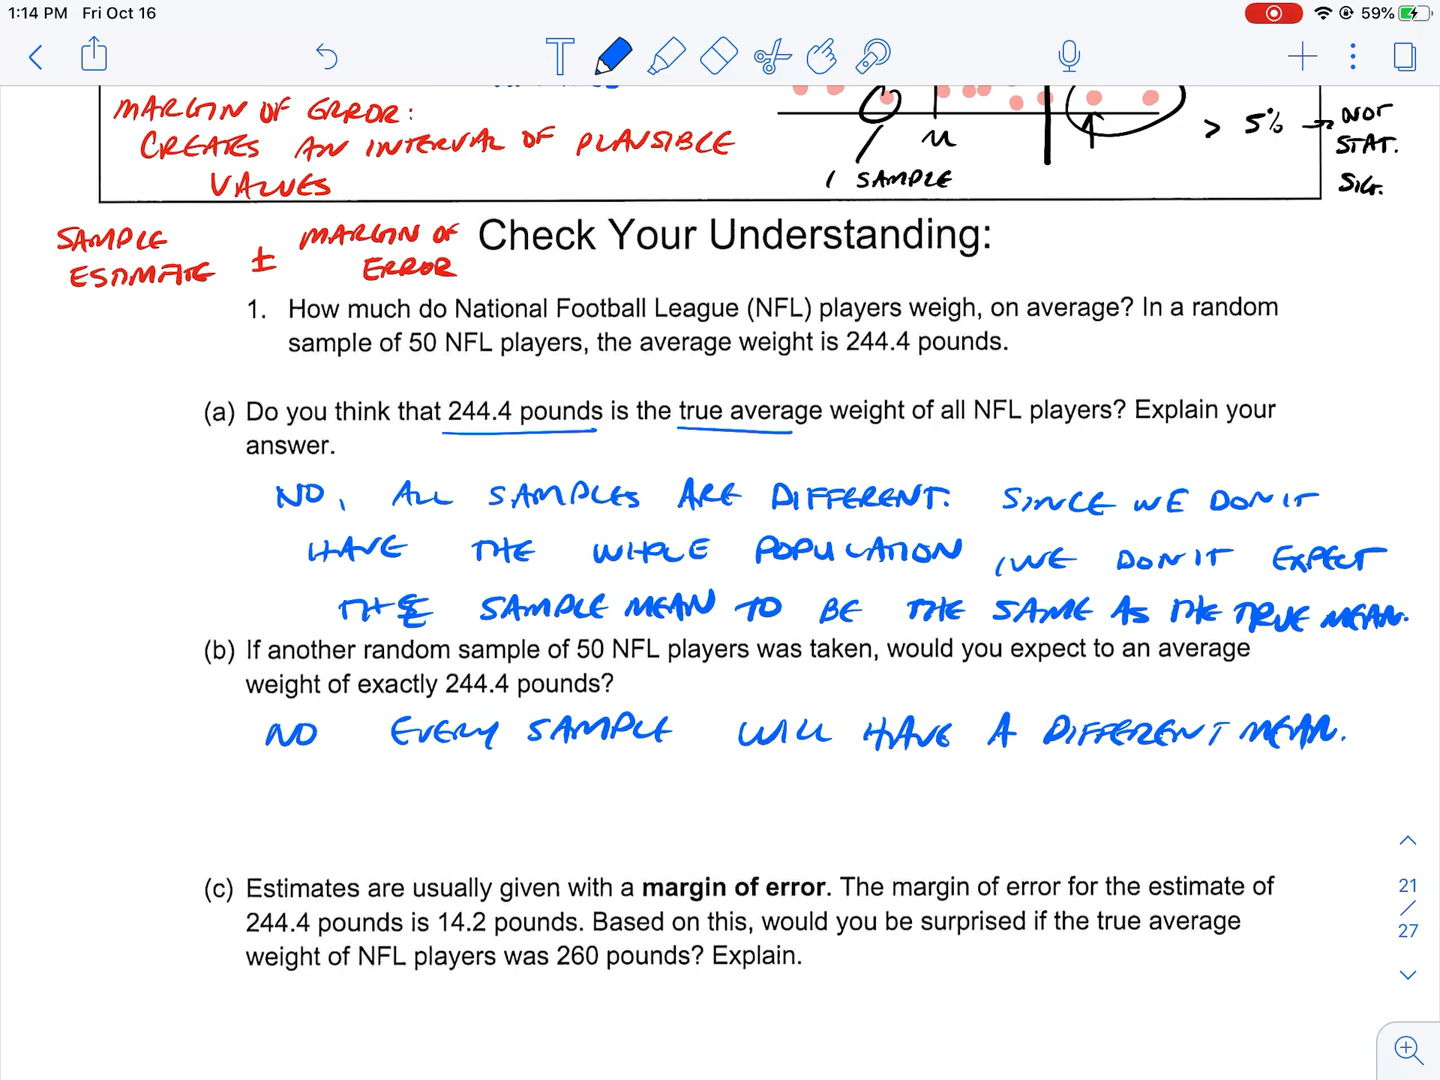 1:14 PM Fri Oct 16
59%
MARGIN OF ERROR:
CREATES AN INTERVAL OF PLAUSIBLE
VALUES
1 SAMPLE
μ
> 5% → NOT
STAT.
SIG.
SAMPLE
ESTIMATE ± MARGIN OF
ERROR
Check Your Understanding:
1. How much do National Football League (NFL) players weigh, on average? In a random
sample of 50 NFL players, the average weight is 244.4 pounds.
(a) Do you think that 244.4 pounds is the true average weight of all NFL players? Explain your
answer.
NO, ALL SAMPLES ARE DIFFERENT. SINCE WE DON'T
HAVE THE WHOLE POPULATION, WE DON'T EXPECT
THE SAMPLE MEAN TO BE THE SAME AS THE TRUE MEAN.
(b) If another random sample of 50 NFL players was taken, would you expect to an average
weight of exactly 244.4 pounds?
NO EVERY SAMPLE WILL HAVE A DIFFERENT MEAN.
(c) Estimates are usually given with a margin of error. The margin of error for the estimate of
244.4 pounds is 14.2 pounds. Based on this, would you be surprised if the true average
weight of NFL players was 260 pounds? Explain.
21
/
27